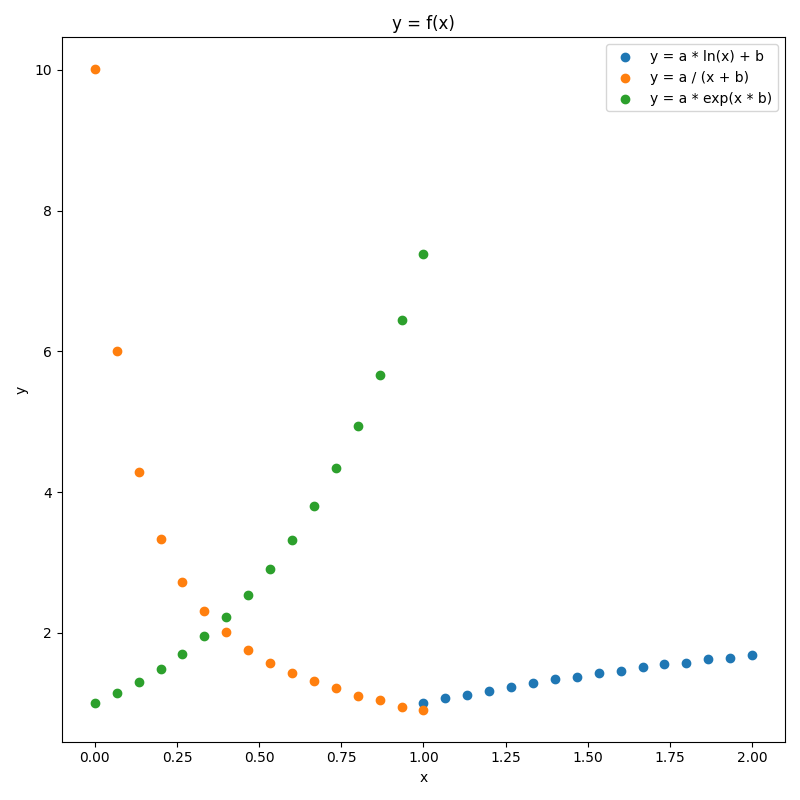 y = f(x)
y = a * ln(x) + b
y = a / (x + b)
y = a * exp(x * b)
10
8
6
4
2
y
0.00 0.25 0.50 0.75 1.00 1.25 1.50 1.75 2.00
x